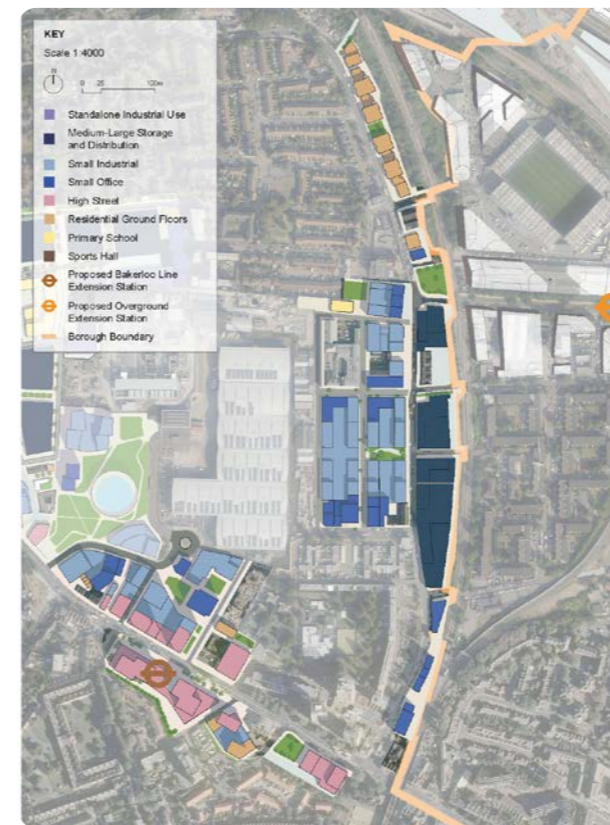 KEY
Scale 1:4000
N
0 25 100m
Standalone Industrial Use
Medium-Large Storage
and Distribution
Small Industrial
Small Office
High Street
Residential Ground Floors
Primary School
Sports Hall
Proposed Bakerloo Line
Extension Station
Proposed Overground
Extension Station
Borough Boundary